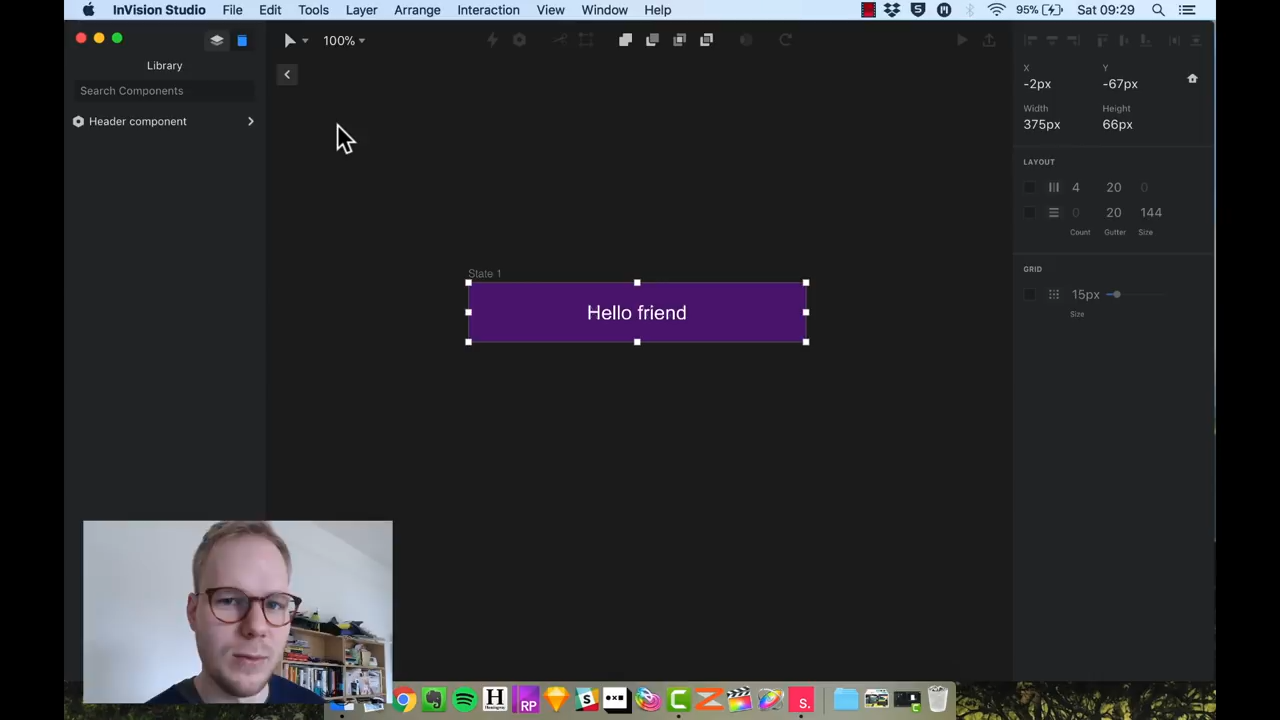 InVision Studio File Edit Tools Layer Arrange Interaction View Window Help 95% Sat 09:29
100%
Library
Search Components
Header component
State 1
Hello friend
X Y
-2px -67px
Width Height
375px 66px
LAYOUT
4 20 0
0 20 144
Count Gutter Size
GRID
15px
Size
H RP S.